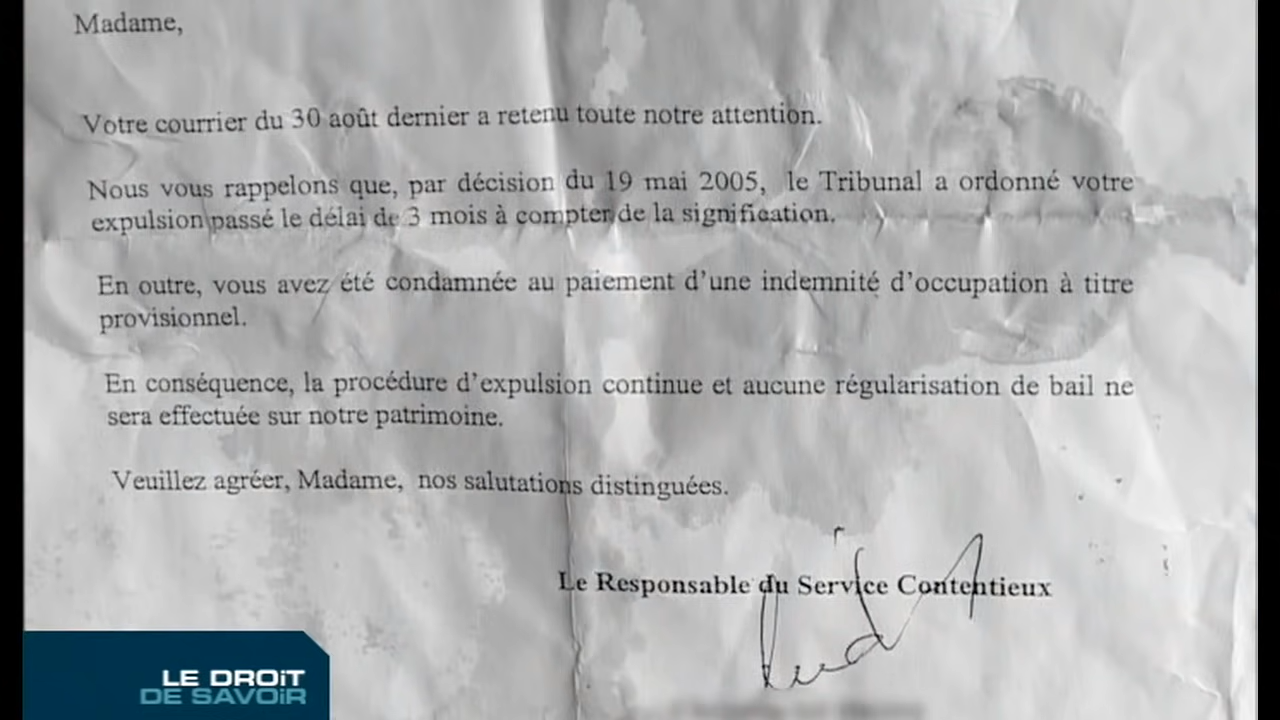 Madame,
Votre courrier du 30 août dernier a retenu toute notre attention.
Nous vous rappelons que, par décision du 19 mai 2005, le Tribunal a ordonné votre
expulsion passé le délai de 3 mois à compter de la signification.
En outre, vous avez été condamnée au paiement d'une indemnité d'occupation à titre
provisionnel.
En conséquence, la procédure d'expulsion continue et aucune régularisation de bail ne
sera effectuée sur notre patrimoine.
Veuillez agréer, Madame, nos salutations distinguées.
Le Responsable du Service Contentieux
LE DROiT
DE SAVOiR